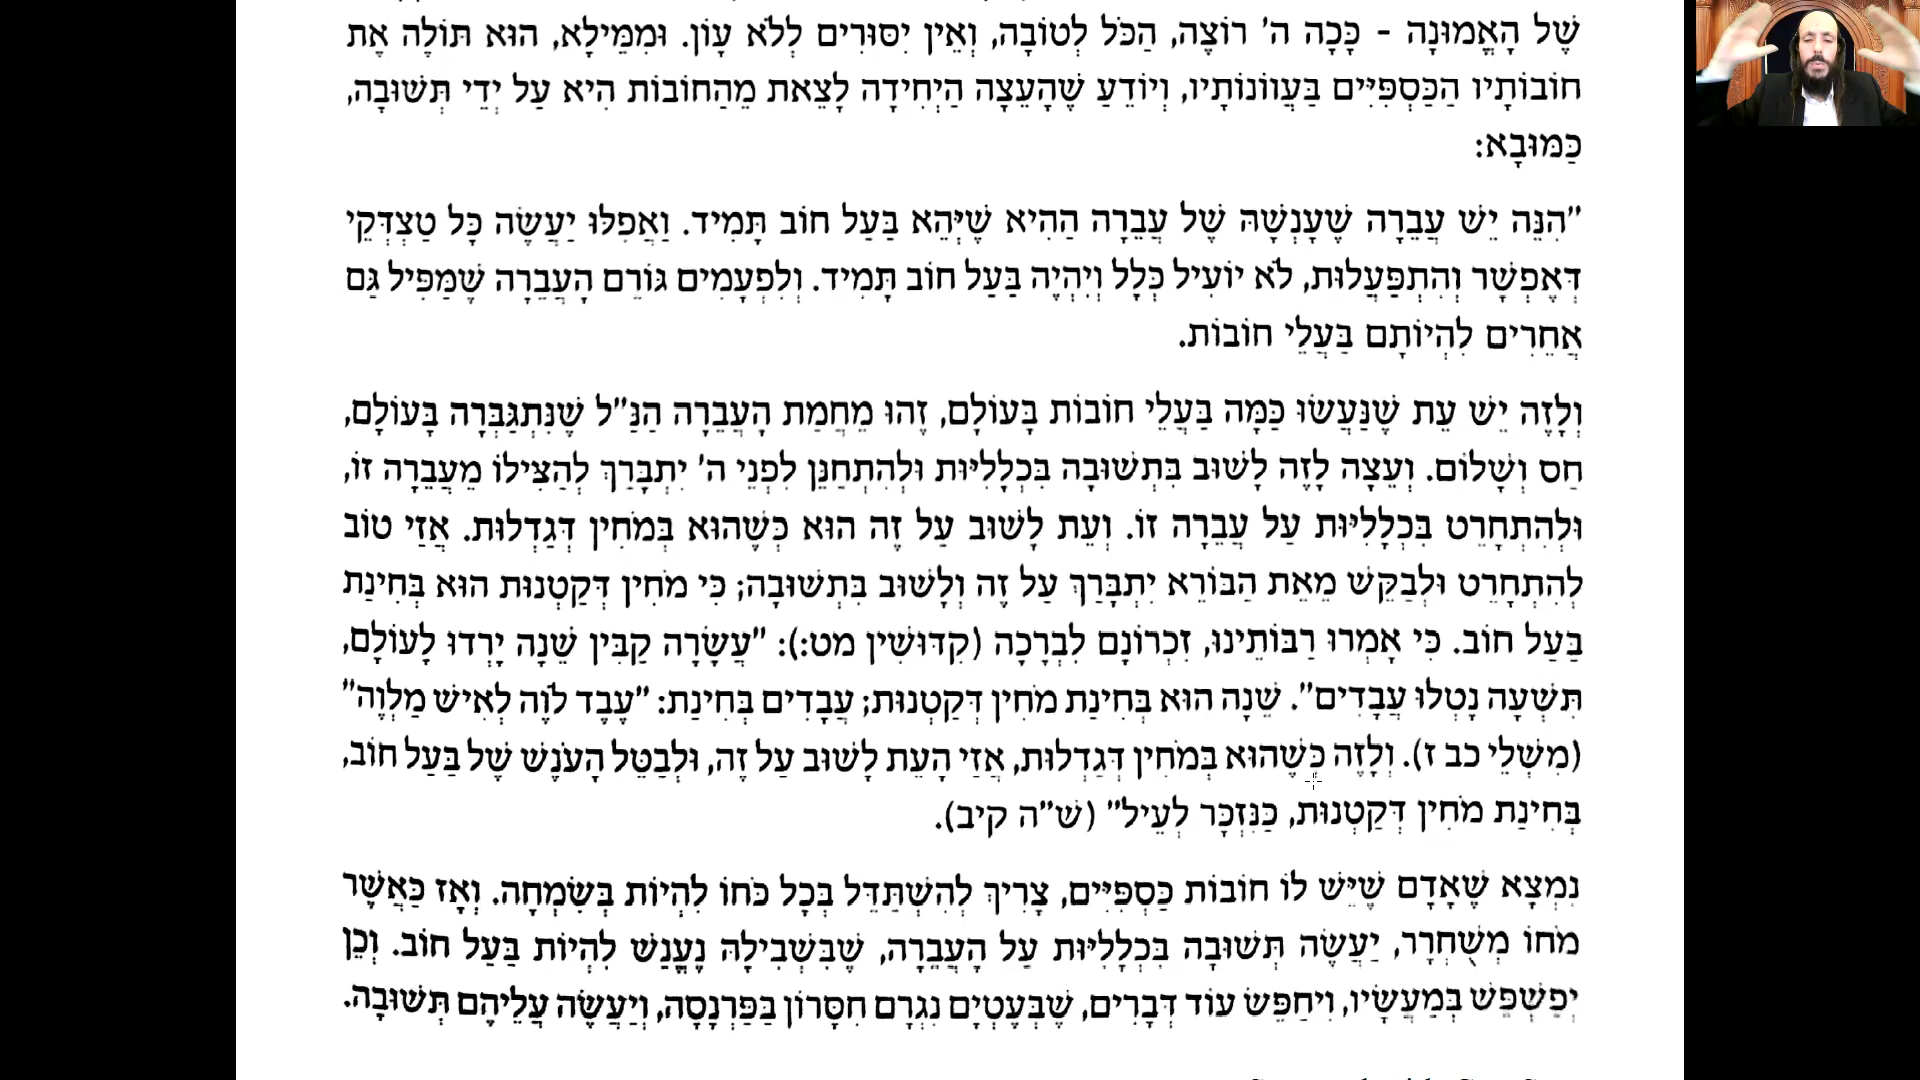 שֶׁל הָאֱמוּנָה - כָּכָה ה' רוֹצֶה, הַכֹּל לְטוֹבָה, וְאֵין יִסּוּרִים לְלֹא עָוֹן. וּמִמֵּילָא, הוּא תּוֹלֶה אֶת
חוֹבוֹתָיו הַכַּסְפִּיִּים בַּעֲוֹונוֹתָיו, וְיוֹדֵעַ שֶׁהָעֵצָה הַיְחִידָה לָצֵאת מֵהַחוֹבוֹת הִיא עַל יְדֵי תְּשׁוּבָה,
כַּמּוּבָא:
"הִנֵּה יֵשׁ עֲבֵרָה שֶׁעָנְשָׁהּ שֶׁל עֲבֵרָה הַהִיא שֶׁיְּהֵא בַּעַל חוֹב תָּמִיד. וַאֲפִלּוּ יַעֲשֶׂה כָּל טַצְדְּקֵי
דְּאֶפְשָׁר וְהִתְפַּעֲלוּת, לֹא יוֹעִיל כְּלָל וְיִהְיֶה בַּעַל חוֹב תָּמִיד. וְלִפְעָמִים גּוֹרֵם הָעֲבֵרָה שֶׁמַּפִּיל גַּם
אֲחֵרִים לִהְיוֹתָם בַּעֲלֵי חוֹבוֹת.
וְלָזֶה יֵשׁ עֵת שֶׁנַּעֲשׂוּ כַּמָּה בַּעֲלֵי חוֹבוֹת בָּעוֹלָם, זֶהוּ מֵחֲמַת הָעֲבֵרָה הַנַּ"ל שֶׁנִּתְגַּבְּרָה בָּעוֹלָם,
חַס וְשָׁלוֹם. וְעֵצָה לָזֶה לָשׁוּב בִּתְשׁוּבָה בִּכְלָלִיּוּת וּלְהִתְחַנֵּן לִפְנֵי ה' יִתְבָּרַךְ לְהַצִּילוֹ מֵעֲבֵרָה זוֹ,
וּלְהִתְחָרֵט בִּכְלָלִיּוּת עַל עֲבֵרָה זוֹ. וְעֵת לָשׁוּב עַל זֶה הוּא כְּשֶׁהוּא בְּמֹחִין דְּגַדְלוּת. אֲזַי טוֹב
לְהִתְחָרֵט וּלְבַקֵּשׁ מֵאֵת הַבּוֹרֵא יִתְבָּרַךְ עַל זֶה וְלָשׁוּב בִּתְשׁוּבָה; כִּי מֹחִין דְּקַטְנוּת הוּא בְּחִינַת
בַּעַל חוֹב. כִּי אָמְרוּ רַבּוֹתֵינוּ, זִכְרוֹנָם לִבְרָכָה (קִדּוּשִׁין מט:): "עֲשָׂרָה קַבִּין שֵׁנָה יָרְדוּ לָעוֹלָם,
תִּשְׁעָה נָטְלוּ עֲבָדִים". שֵׁנָה הוּא בְּחִינַת מֹחִין דְּקַטְנוּת; עֲבָדִים בְּחִינַת: "עֶבֶד לֹוֶה לְאִישׁ מַלְוֶה"
(מִשְׁלֵי כב ז). וְלָזֶה כְּשֶׁהוּא בְּמֹחִין דְּגַדְלוּת, אֲזַי הָעֵת לָשׁוּב עַל זֶה, וּלְבַטֵּל הָעֹנֶשׁ שֶׁל בַּעַל חוֹב,
בְּחִינַת מֹחִין דְּקַטְנוּת, כַּנִּזְכָּר לְעֵיל" (שׁ"ה קיב).
נִמְצָא שֶׁאָדָם שֶׁיֵּשׁ לוֹ חוֹבוֹת כַּסְפִּיִּים, צָרִיךְ לְהִשְׁתַּדֵּל בְּכָל כֹּחוֹ לִהְיוֹת בְּשִׂמְחָה. וְאָז כַּאֲשֶׁר
מֹחוֹ מְשֻׁחְרָר, יַעֲשֶׂה תְּשׁוּבָה בִּכְלָלִיּוּת עַל הָעֲבֵרָה, שֶׁבִּשְׁבִילָהּ נֶעֱנַשׁ לִהְיוֹת בַּעַל חוֹב. וְכֵן
יְפַשְׁפֵּשׁ בְּמַעֲשָׂיו, וִיחַפֵּשׂ עוֹד דְּבָרִים, שֶׁבְּעֶטְיָם נִגְרָם חִסָּרוֹן בַּפַּרְנָסָה, וְיַעֲשֶׂה עֲלֵיהֶם תְּשׁוּבָה.